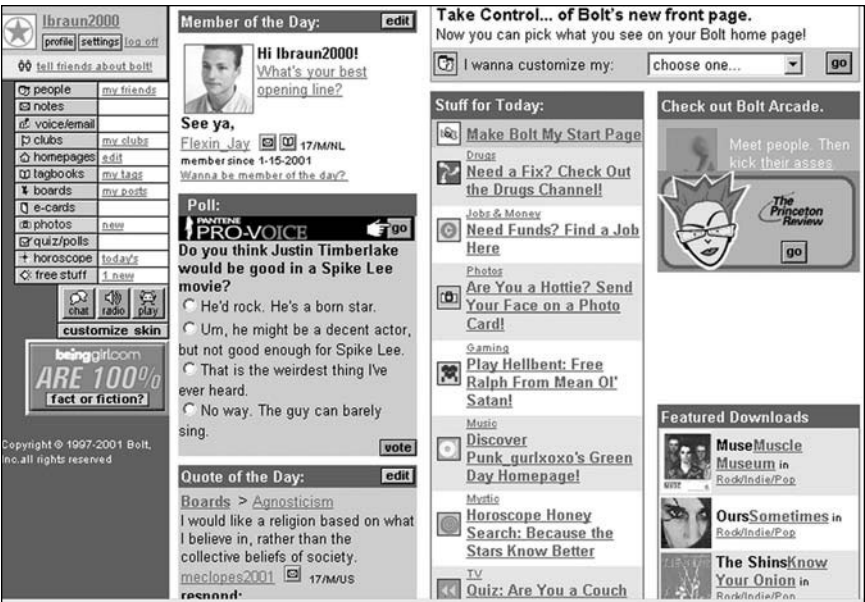 lbraun2000
profile settings log off
tell friends about bolt!
people my friends
notes
voice/email
clubs my clubs
homepages edit
tagbooks my tags
boards my posts
e-cards
photos new
quiz/polls
horoscope today's
free stuff 1 new
chat radio play
customize skin
beinggirl.com
ARE 100%
fact or fiction?
Copyright © 1997-2001 Bolt,
Inc.all rights reserved
Member of the Day: edit
Hi lbraun2000!
What's your best
opening line?
See ya,
Flexin_Jay 17/M/NL
member since 1-15-2001
Wanna be member of the day?
Poll:
PANTENE
PRO-VOICE go
Do you think Justin Timberlake
would be good in a Spike Lee
movie?
He'd rock. He's a born star.
Um, he might be a decent actor,
but not good enough for Spike Lee.
That is the weirdest thing I've
ever heard.
No way. The guy can barely
sing.
vote
Quote of the Day: edit
Boards > Agnosticism
I would like a religion based on what
I believe in, rather than the
collective beliefs of society.
meclopes2001 17/M/US
respond:
Take Control... of Bolt's new front page.
Now you can pick what you see on your Bolt home page!
I wanna customize my: choose one... go
Stuff for Today:
Make Bolt My Start Page
Drugs
Need a Fix? Check Out
the Drugs Channel!
Jobs & Money
Need Funds? Find a Job
Here
Photos
Are You a Hottie? Send
Your Face on a Photo
Card!
Gaming
Play Hellbent: Free
Ralph From Mean Ol'
Satan!
Music
Discover
Punk_gurlxoxo's Green
Day Homepage!
Mystic
Horoscope Honey
Search: Because the
Stars Know Better
TV
Quiz: Are You a Couch
Check out Bolt Arcade.
Meet people. Then
kick their asses.
The
Princeton
Review
go
Featured Downloads
MuseMuscle
Museum in
Rock/Indie/Pop
OursSometimes in
Rock/Indie/Pop
The ShinsKnow
Your Onion in
Rock/Indie/Pop